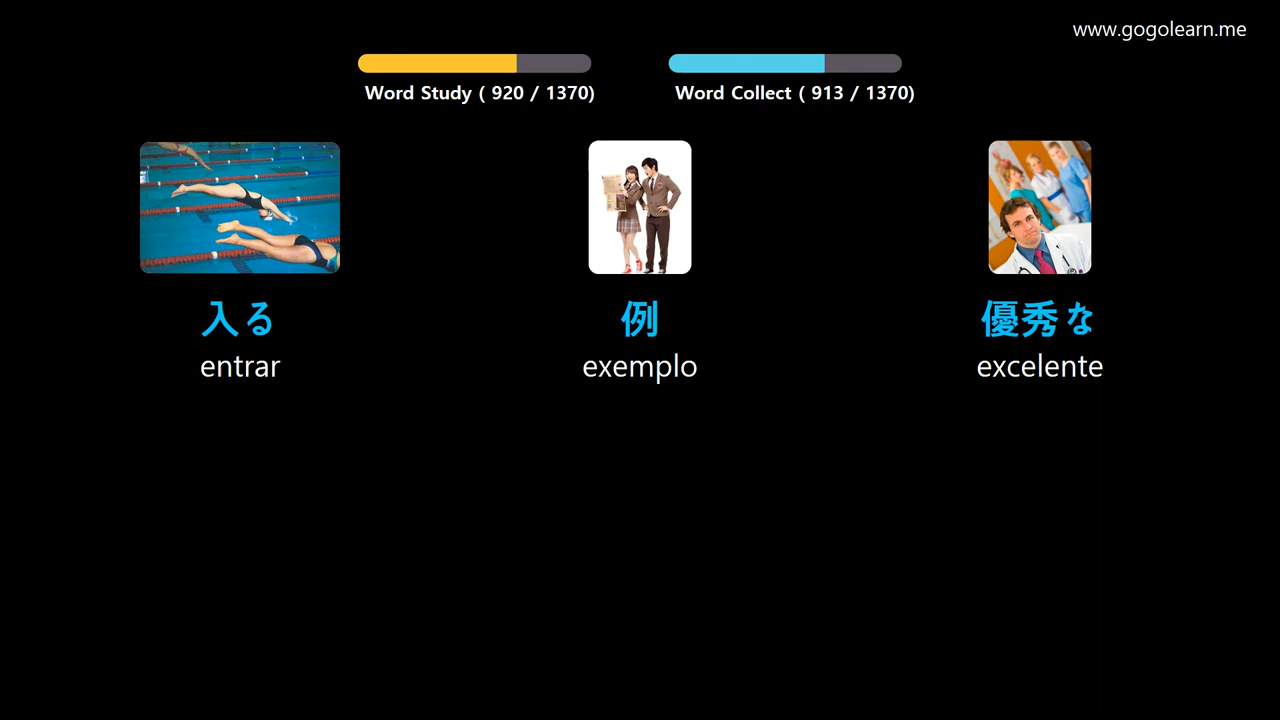 www.gogolearn.me
Word Study ( 920 / 1370)
Word Collect ( 913 / 1370)
入る
例
優秀な
entrar
exemplo
excelente